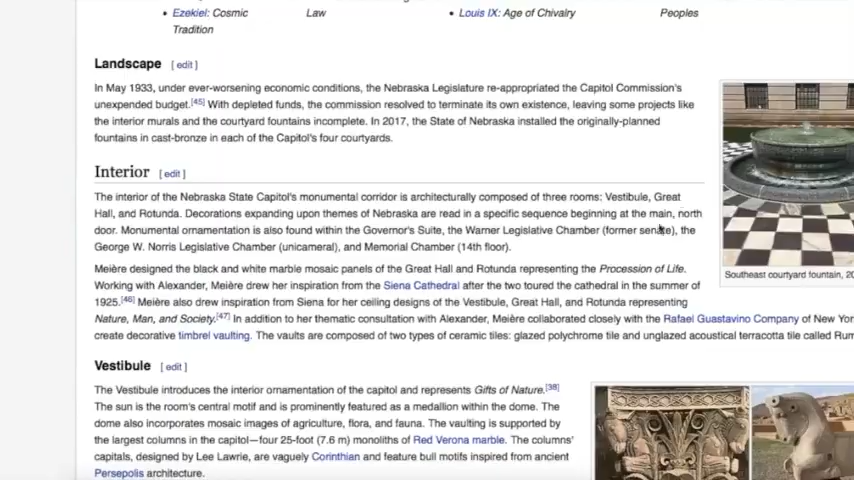 • Ezekiel: Cosmic Law • Louis IX: Age of Chivalry Peoples
Tradition
Landscape [ edit ]
In May 1933, under ever-worsening economic conditions, the Nebraska Legislature re-appropriated the Capitol Commission's
unexpended budget.[45] With depleted funds, the commission resolved to terminate its own existence, leaving some projects like
the interior murals and the courtyard fountains incomplete. In 2017, the State of Nebraska installed the originally-planned
fountains in cast-bronze in each of the Capitol's four courtyards.
Southeast courtyard fountain, 20
Interior [ edit ]
The interior of the Nebraska State Capitol's monumental corridor is architecturally composed of three rooms: Vestibule, Great
Hall, and Rotunda. Decorations expanding upon themes of Nebraska are read in a specific sequence beginning at the main, north
door. Monumental ornamentation is also found within the Governor's Suite, the Warner Legislative Chamber (former senate), the
George W. Norris Legislative Chamber (unicameral), and Memorial Chamber (14th floor).
Meière designed the black and white marble mosaic panels of the Great Hall and Rotunda representing the Procession of Life.
Working with Alexander, Meière drew her inspiration from the Siena Cathedral after the two toured the cathedral in the summer of
1925.[46] Meière also drew inspiration from Siena for her ceiling designs of the Vestibule, Great Hall, and Rotunda representing
Nature, Man, and Society.[47] In addition to her thematic consultation with Alexander, Meière collaborated closely with the Rafael Guastavino Company of New Yor
create decorative timbrel vaulting. The vaults are composed of two types of ceramic tiles: glazed polychrome tile and unglazed acoustical terracotta tile called Rum
Vestibule [ edit ]
The Vestibule introduces the interior ornamentation of the capitol and represents Gifts of Nature.[38]
The sun is the room's central motif and is prominently featured as a medallion within the dome. The
dome also incorporates mosaic images of agriculture, flora, and fauna. The vaulting is supported by
the largest columns in the capitol—four 25-foot (7.6 m) monoliths of Red Verona marble. The columns'
capitals, designed by Lee Lawrie, are vaguely Corinthian and feature bull motifs inspired from ancient
Persepolis architecture.